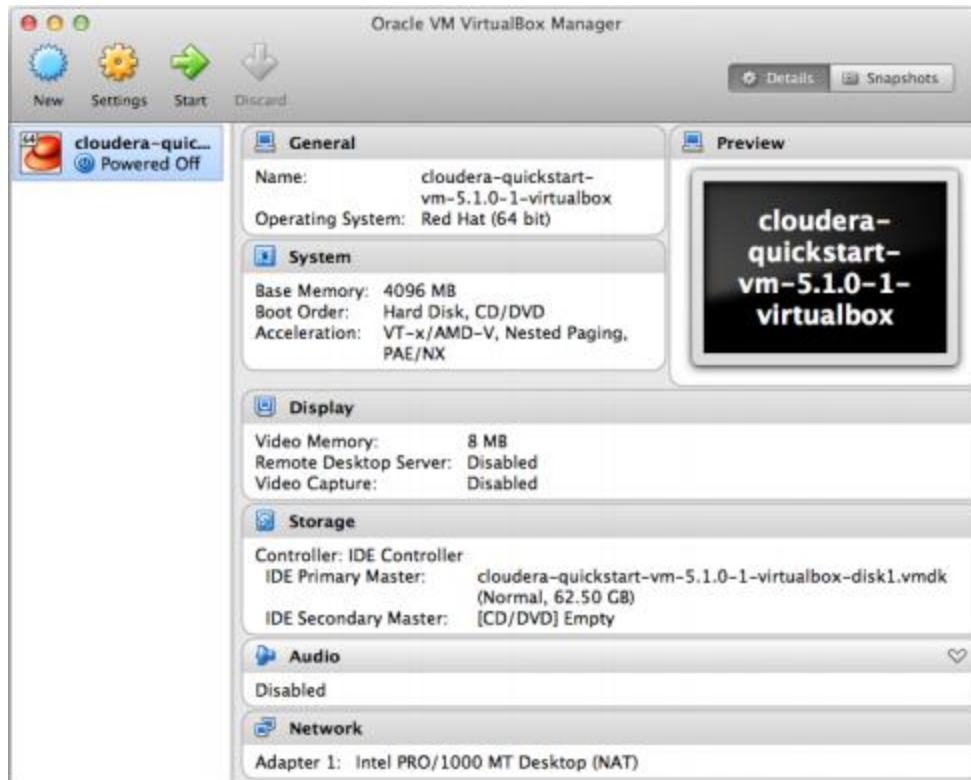 Oracle VM VirtualBox Manager
New Settings Start Discard
Details Snapshots
64
cloudera-quic...
Powered Off
General
Name: cloudera-quickstart-
vm-5.1.0-1-virtualbox
Operating System: Red Hat (64 bit)
Preview
cloudera-
quickstart-
vm-5.1.0-1-
virtualbox
System
Base Memory: 4096 MB
Boot Order: Hard Disk, CD/DVD
Acceleration: VT-x/AMD-V, Nested Paging,
PAE/NX
Display
Video Memory: 8 MB
Remote Desktop Server: Disabled
Video Capture: Disabled
Storage
Controller: IDE Controller
IDE Primary Master: cloudera-quickstart-vm-5.1.0-1-virtualbox-disk1.vmdk
(Normal, 62.50 GB)
IDE Secondary Master: [CD/DVD] Empty
Audio
Disabled
Network
Adapter 1: Intel PRO/1000 MT Desktop (NAT)